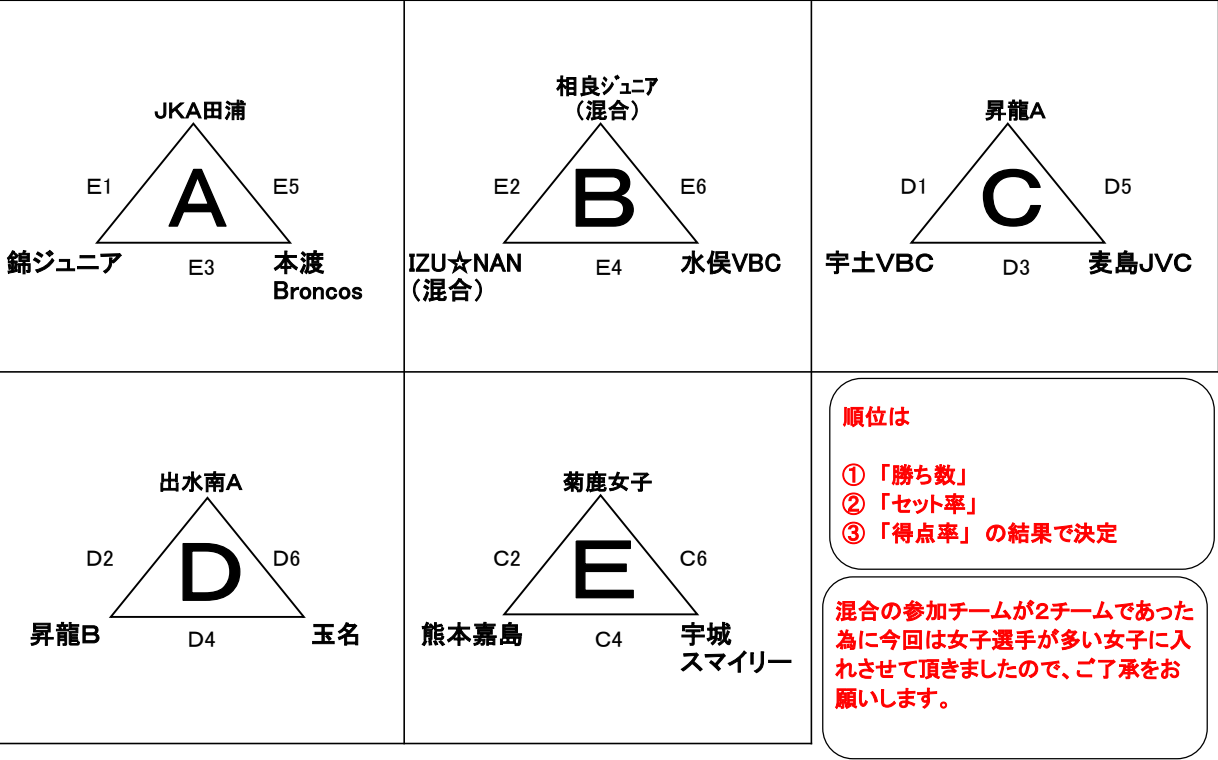 JKA田浦
E1
A
E5
錦ジュニア
E3
本渡
Broncos
相良ジュニア
（混合）
E2
B
E6
IZU☆NAN
（混合）
E4
水俣VBC
昇龍A
D1
C
D5
宇土VBC
D3
麦島JVC
出水南A
D2
D
D6
昇龍B
D4
玉名
菊鹿女子
C2
E
C6
熊本嘉島
C4
宇城
スマイリー
順位は
① 「勝ち数」
② 「セット率」
③ 「得点率」 の結果で決定
混合の参加チームが２チームであった
為に今回は女子選手が多い女子に入
れさせて頂きましたので、ご了承をお
願いします。